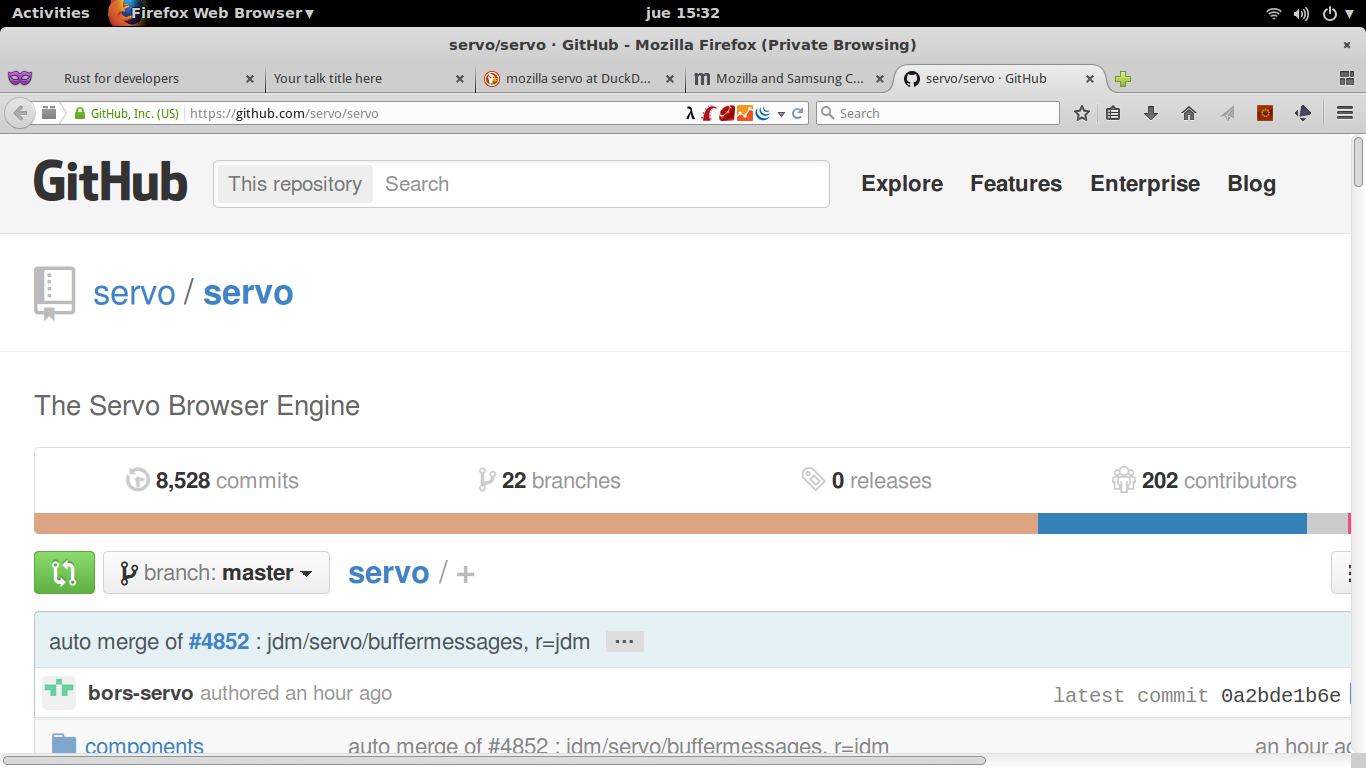 Activities Firefox Web Browser ▾ jue 15:32
servo/servo · GitHub - Mozilla Firefox (Private Browsing)
Rust for developers Your talk title here mozilla servo at DuckD... Mozilla and Samsung C... servo/servo · GitHub
GitHub, Inc. (US) https://github.com/servo/servo λ Search
GitHub This repository Search Explore Features Enterprise Blog
servo / servo
The Servo Browser Engine
8,528 commits 22 branches 0 releases 202 contributors
branch: master servo / +
auto merge of #4852 : jdm/servo/buffermessages, r=jdm ...
bors-servo authored an hour ago latest commit 0a2bde1b6e
components auto merge of #4852 : jdm/servo/buffermessages, r=jdm an hour